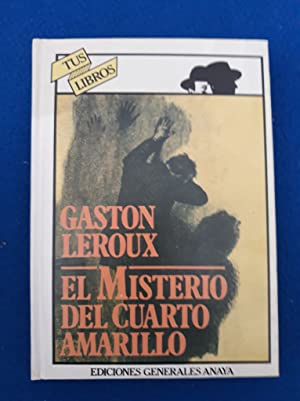 TUS
LIBROS
GASTON
LEROUX
EL MISTERIO
DEL CUARTO
AMARILLO
EDICIONES GENERALES ANAYA